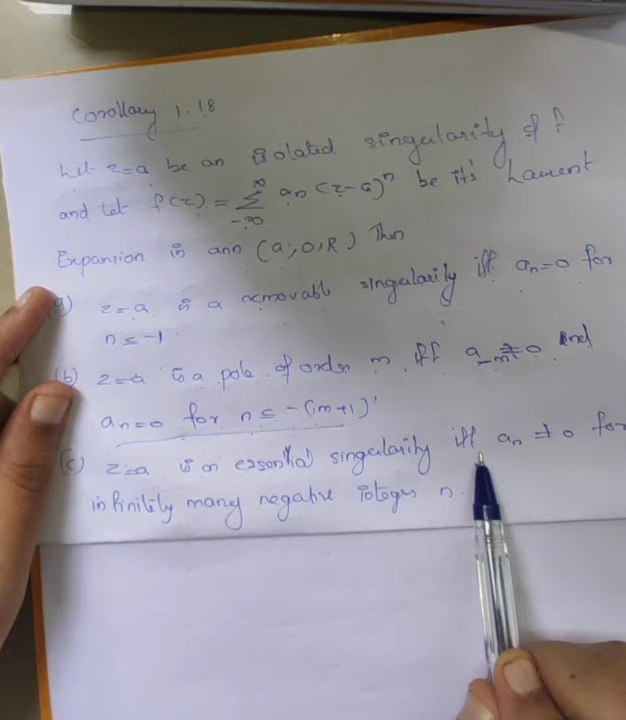 Corollary 1.18
Let z=a be an isolated singularity of f
and let f(z) = ∑_{-∞}^{∞} an (z-a)^n be its Laurent
Expansion in ann (a;0,R) Then
(a) z=a is a removable singularity iff an=0 for
n≤-1.
(b) z=a is a pole of order m iff a_{-m}≠0 and
an=0 for n≤-(m+1)
(c) z=a is an essential singularity iff an≠0 for
infinitely many negative integers n.